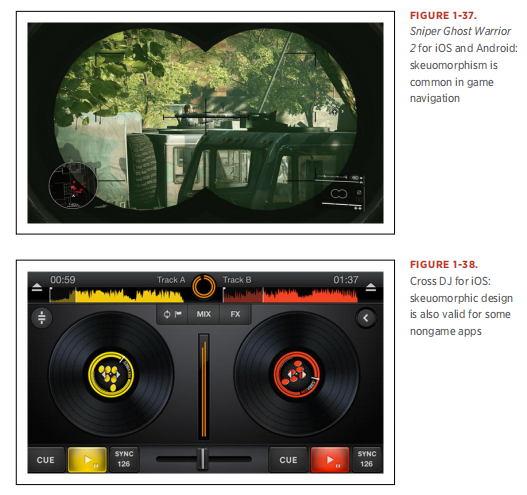 FIGURE 1-37.
Sniper Ghost Warrior
2 for iOS and Android:
skeuomorphism is
common in game
navigation
FIGURE 1-38.
Cross DJ for iOS:
skeuomorphic design
is also valid for some
nongame apps
00:59
Track A
Track B
01:37
MIX
FX
CUE
SYNC
126
CUE
SYNC
126